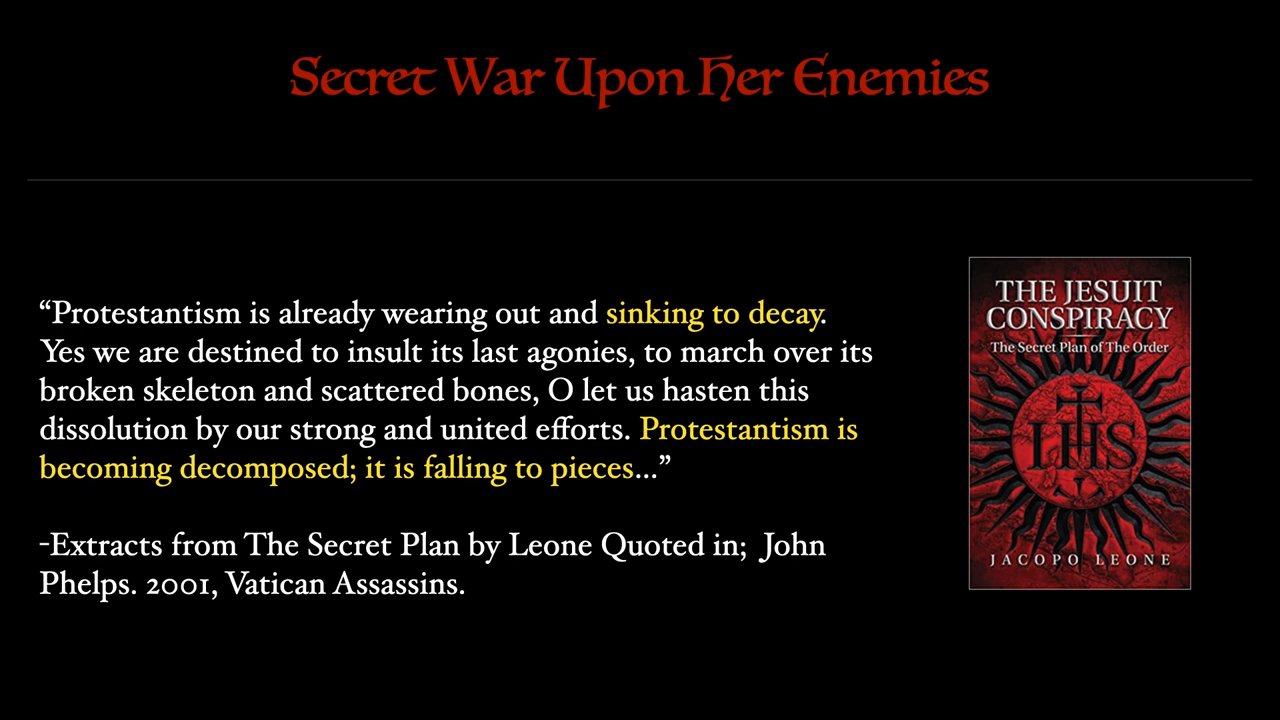 Secret War Upon Her Enemies
“Protestantism is already wearing out and sinking to decay.
Yes we are destined to insult its last agonies, to march over its
broken skeleton and scattered bones, O let us hasten this
dissolution by our strong and united efforts. Protestantism is
becoming decomposed; it is falling to pieces...”
-Extracts from The Secret Plan by Leone Quoted in;  John
Phelps. 2001, Vatican Assassins.
THE JESUIT
CONSPIRACY
The Secret Plan of The Order
IHS
JACOPO LEONE